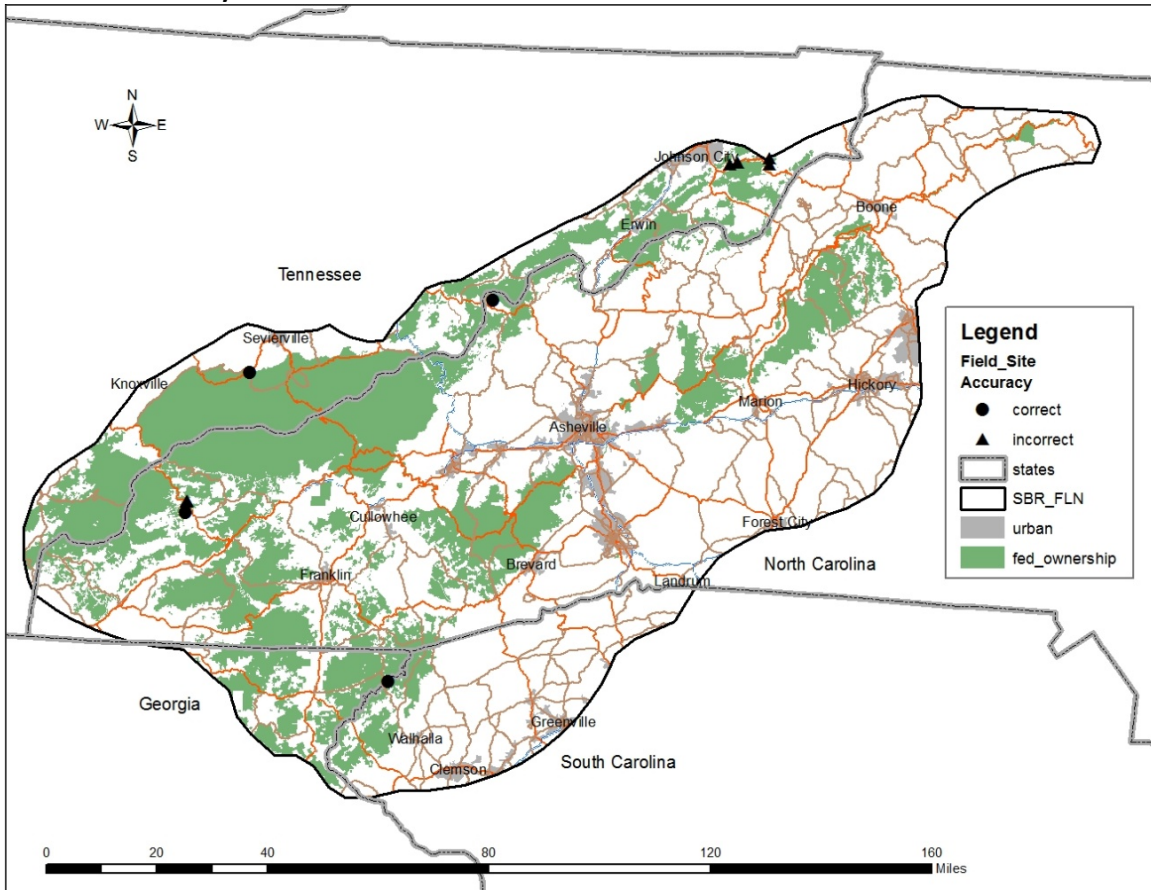 N
W E
S
Johnson City
Boone
Erwin
Tennessee
Sevierville
Knoxville
Hickory
Marion
Asheville
Cullowhee
Forest City
North Carolina
Franklin
Brevard
Landrum
Georgia
Greenville
Walhalla
South Carolina
Clemson
Legend
Field_Site
Accuracy
correct
incorrect
states
SBR_FLN
urban
fed_ownership
0 20 40 80 120 160
Miles